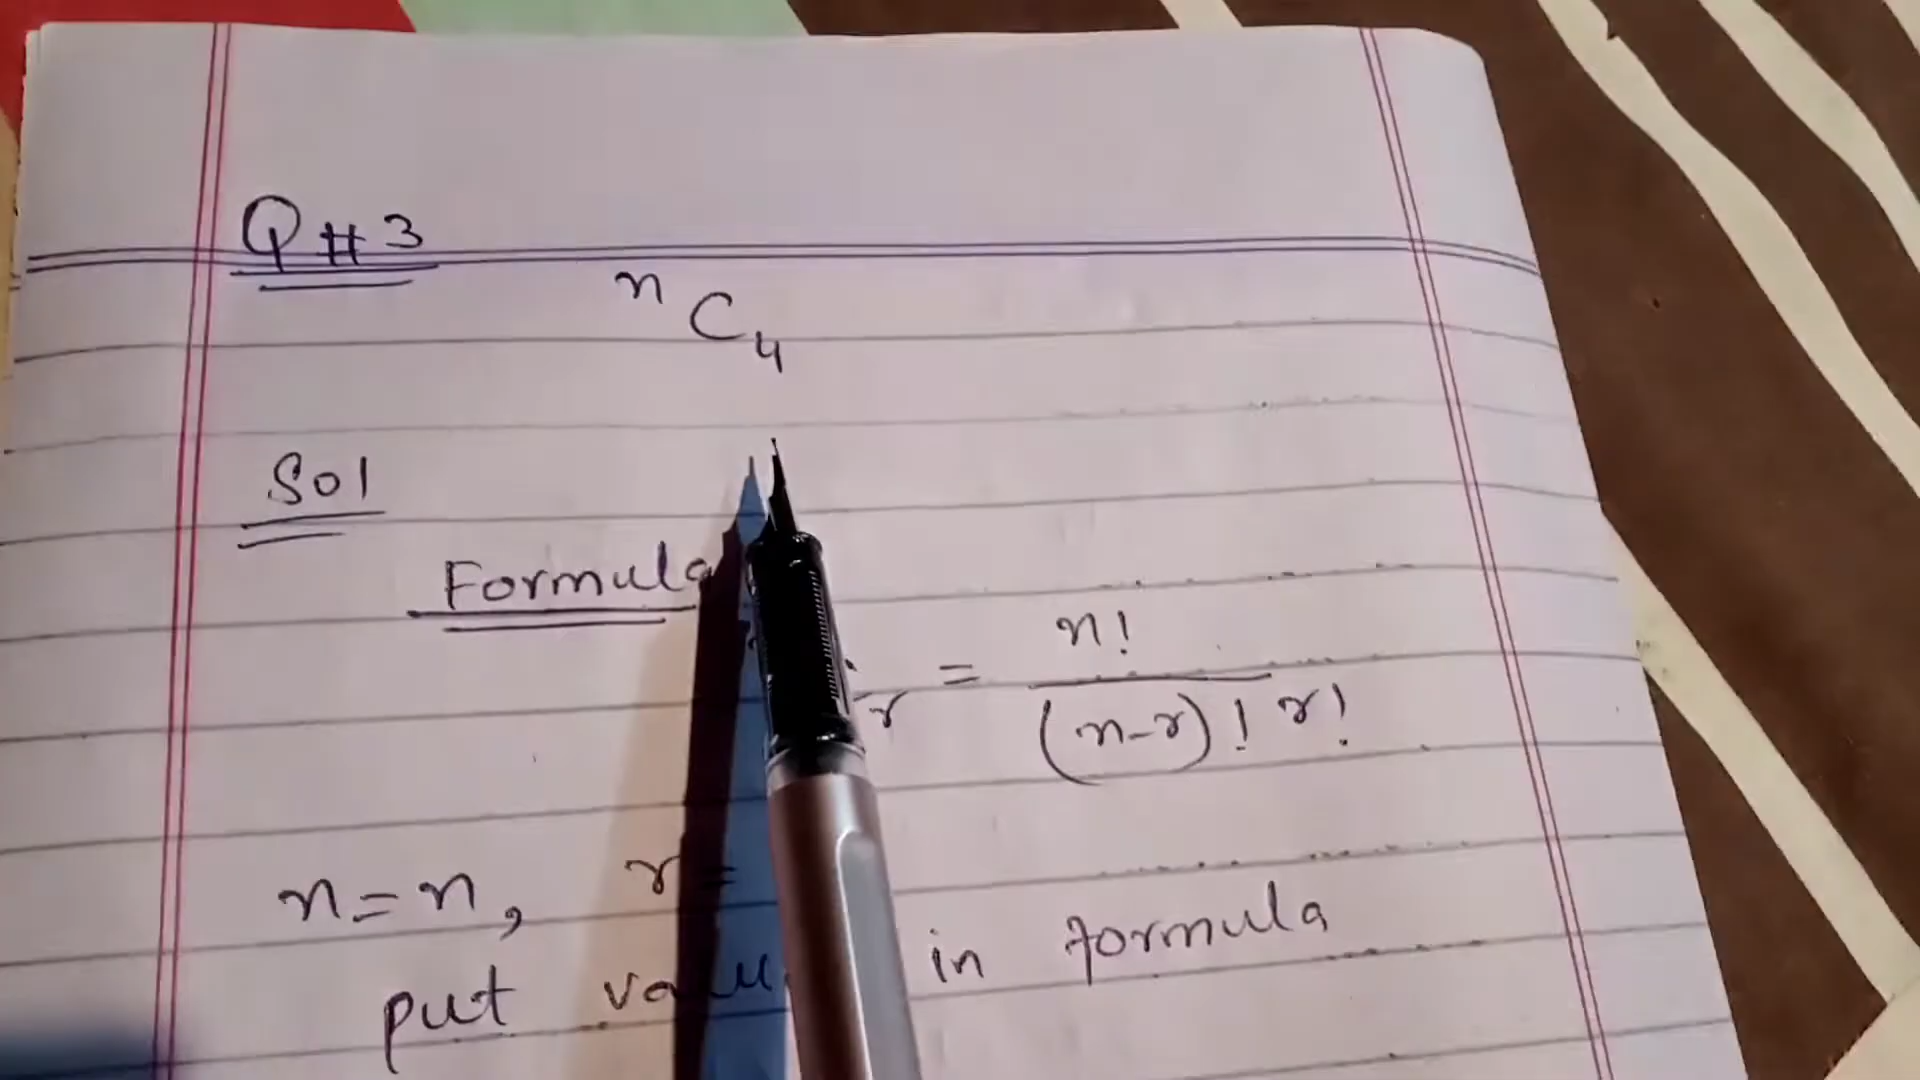 Q # 3
ⁿC₄
Sol
Formula
r = n! / (n-r)! r!
n = n, r =
put in formula